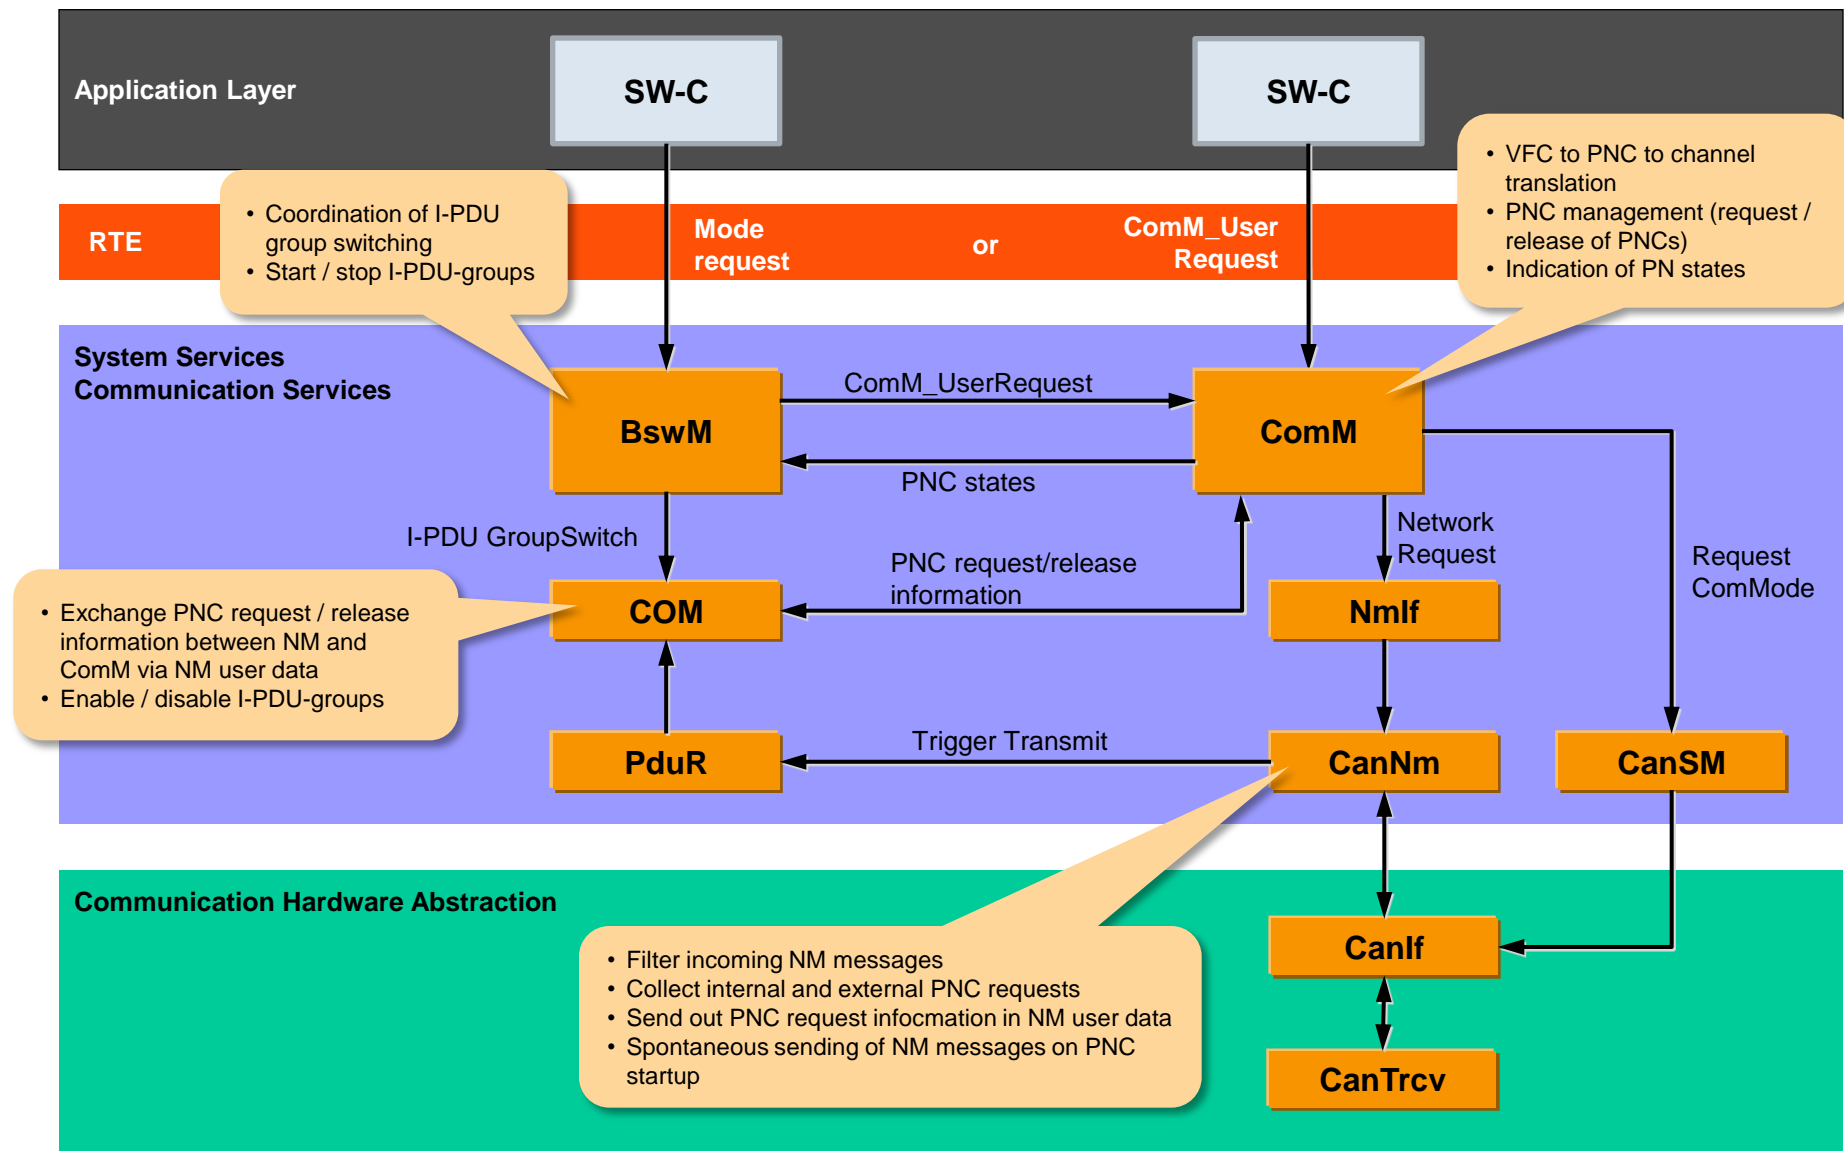 Application Layer
SW-C
SW-C
• VFC to PNC to channel
translation
• PNC management (request /
release of PNCs)
• Indication of PN states
RTE
• Coordination of I-PDU
group switching
• Start / stop I-PDU-groups
Mode
request
or
ComM_User
Request
System Services
Communication Services
BswM
ComM_UserRequest
ComM
PNC states
I-PDU GroupSwitch
PNC request/release
information
Network
Request
Request
ComMode
• Exchange PNC request / release
information between NM and
ComM via NM user data
• Enable / disable I-PDU-groups
COM
NmIf
PduR
Trigger Transmit
CanNm
CanSM
Communication Hardware Abstraction
• Filter incoming NM messages
• Collect internal and external PNC requests
• Send out PNC request infocmation in NM user data
• Spontaneous sending of NM messages on PNC
startup
CanIf
CanTrcv